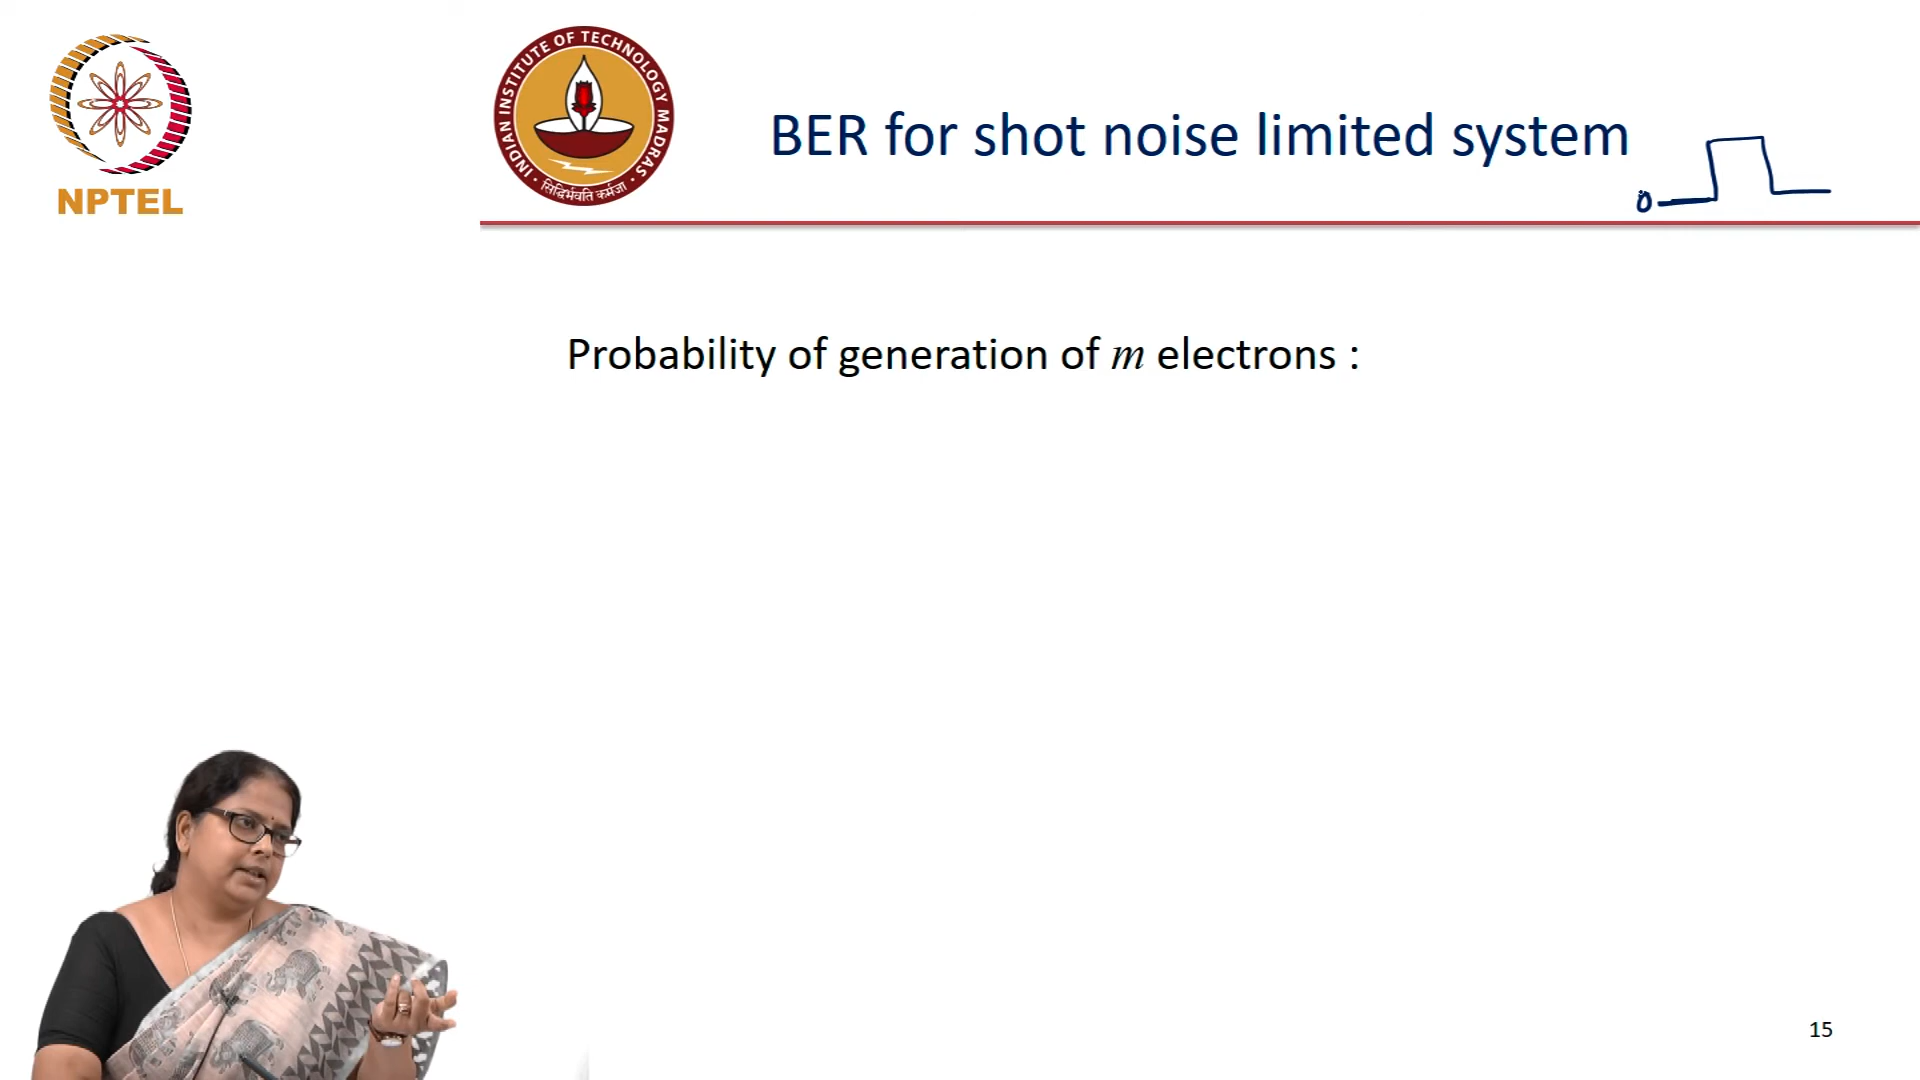 NPTEL
INDIAN INSTITUTE OF TECHNOLOGY MADRAS
सिद्धिर्भवति कर्मजा
BER for shot noise limited system
0
Probability of generation of m electrons :
15